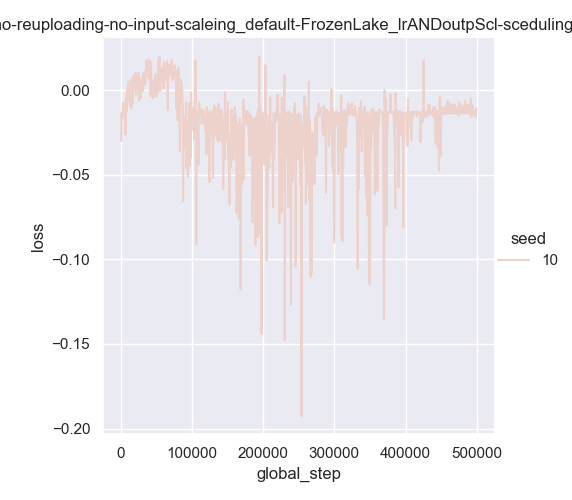 no-reuploading-no-input-scaleing_default-FrozenLake_lrANDoutpScl-sceduling
0.00
−0.05
−0.10
−0.15
−0.20
loss
0 100000 200000 300000 400000 500000
global_step
seed
10